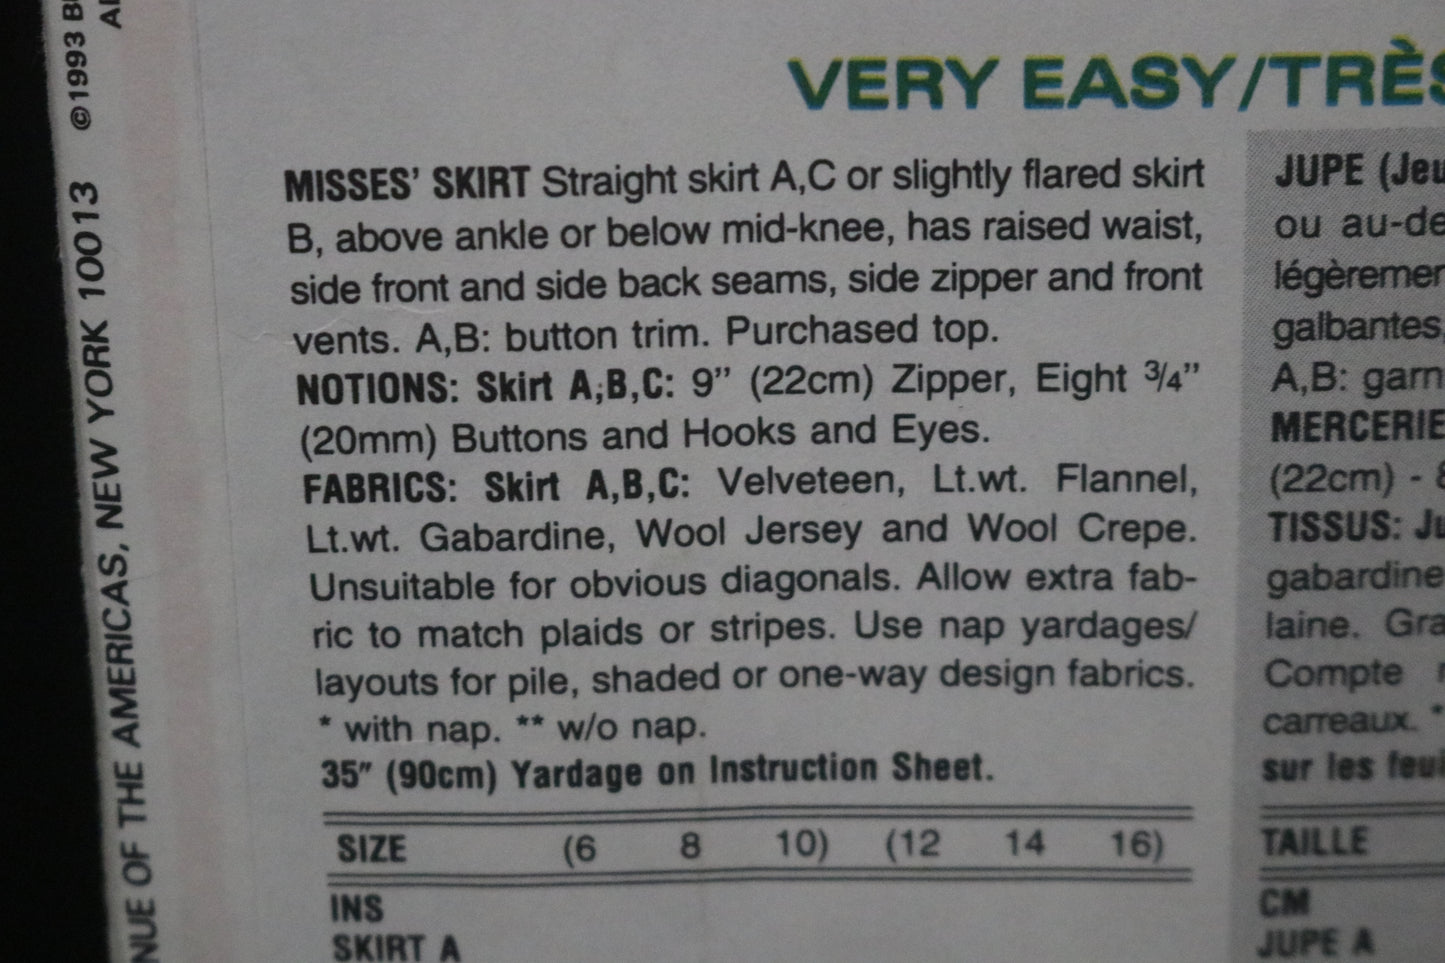 ©1993 B
NUE OF THE AMERICAS, NEW YORK 10013
VERY EASY/TRÈS
MISSES' SKIRT Straight skirt A,C or slightly flared skirt
B, above ankle or below mid-knee, has raised waist,
side front and side back seams, side zipper and front
vents. A,B: button trim. Purchased top.
NOTIONS: Skirt A;B,C: 9” (22cm) Zipper, Eight ¾”
(20mm) Buttons and Hooks and Eyes.
FABRICS: Skirt A,B,C: Velveteen, Lt.wt. Flannel,
Lt.wt. Gabardine, Wool Jersey and Wool Crepe.
Unsuitable for obvious diagonals. Allow extra fab-
ric to match plaids or stripes. Use nap yardages/
layouts for pile, shaded or one-way design fabrics.
* with nap. ** w/o nap.
35” (90cm) Yardage on Instruction Sheet.
SIZE (6 8 10) (12 14 16)
INS
SKIRT A
JUPE (Jeu
ou au-de
légèremen
galbantes,
A,B: garn
MERCERIE
(22cm) - 8
TISSUS: Ju
gabardine
laine. Gra
Compte
carreaux. *
sur les feui
TAILLE
CM
JUPE A